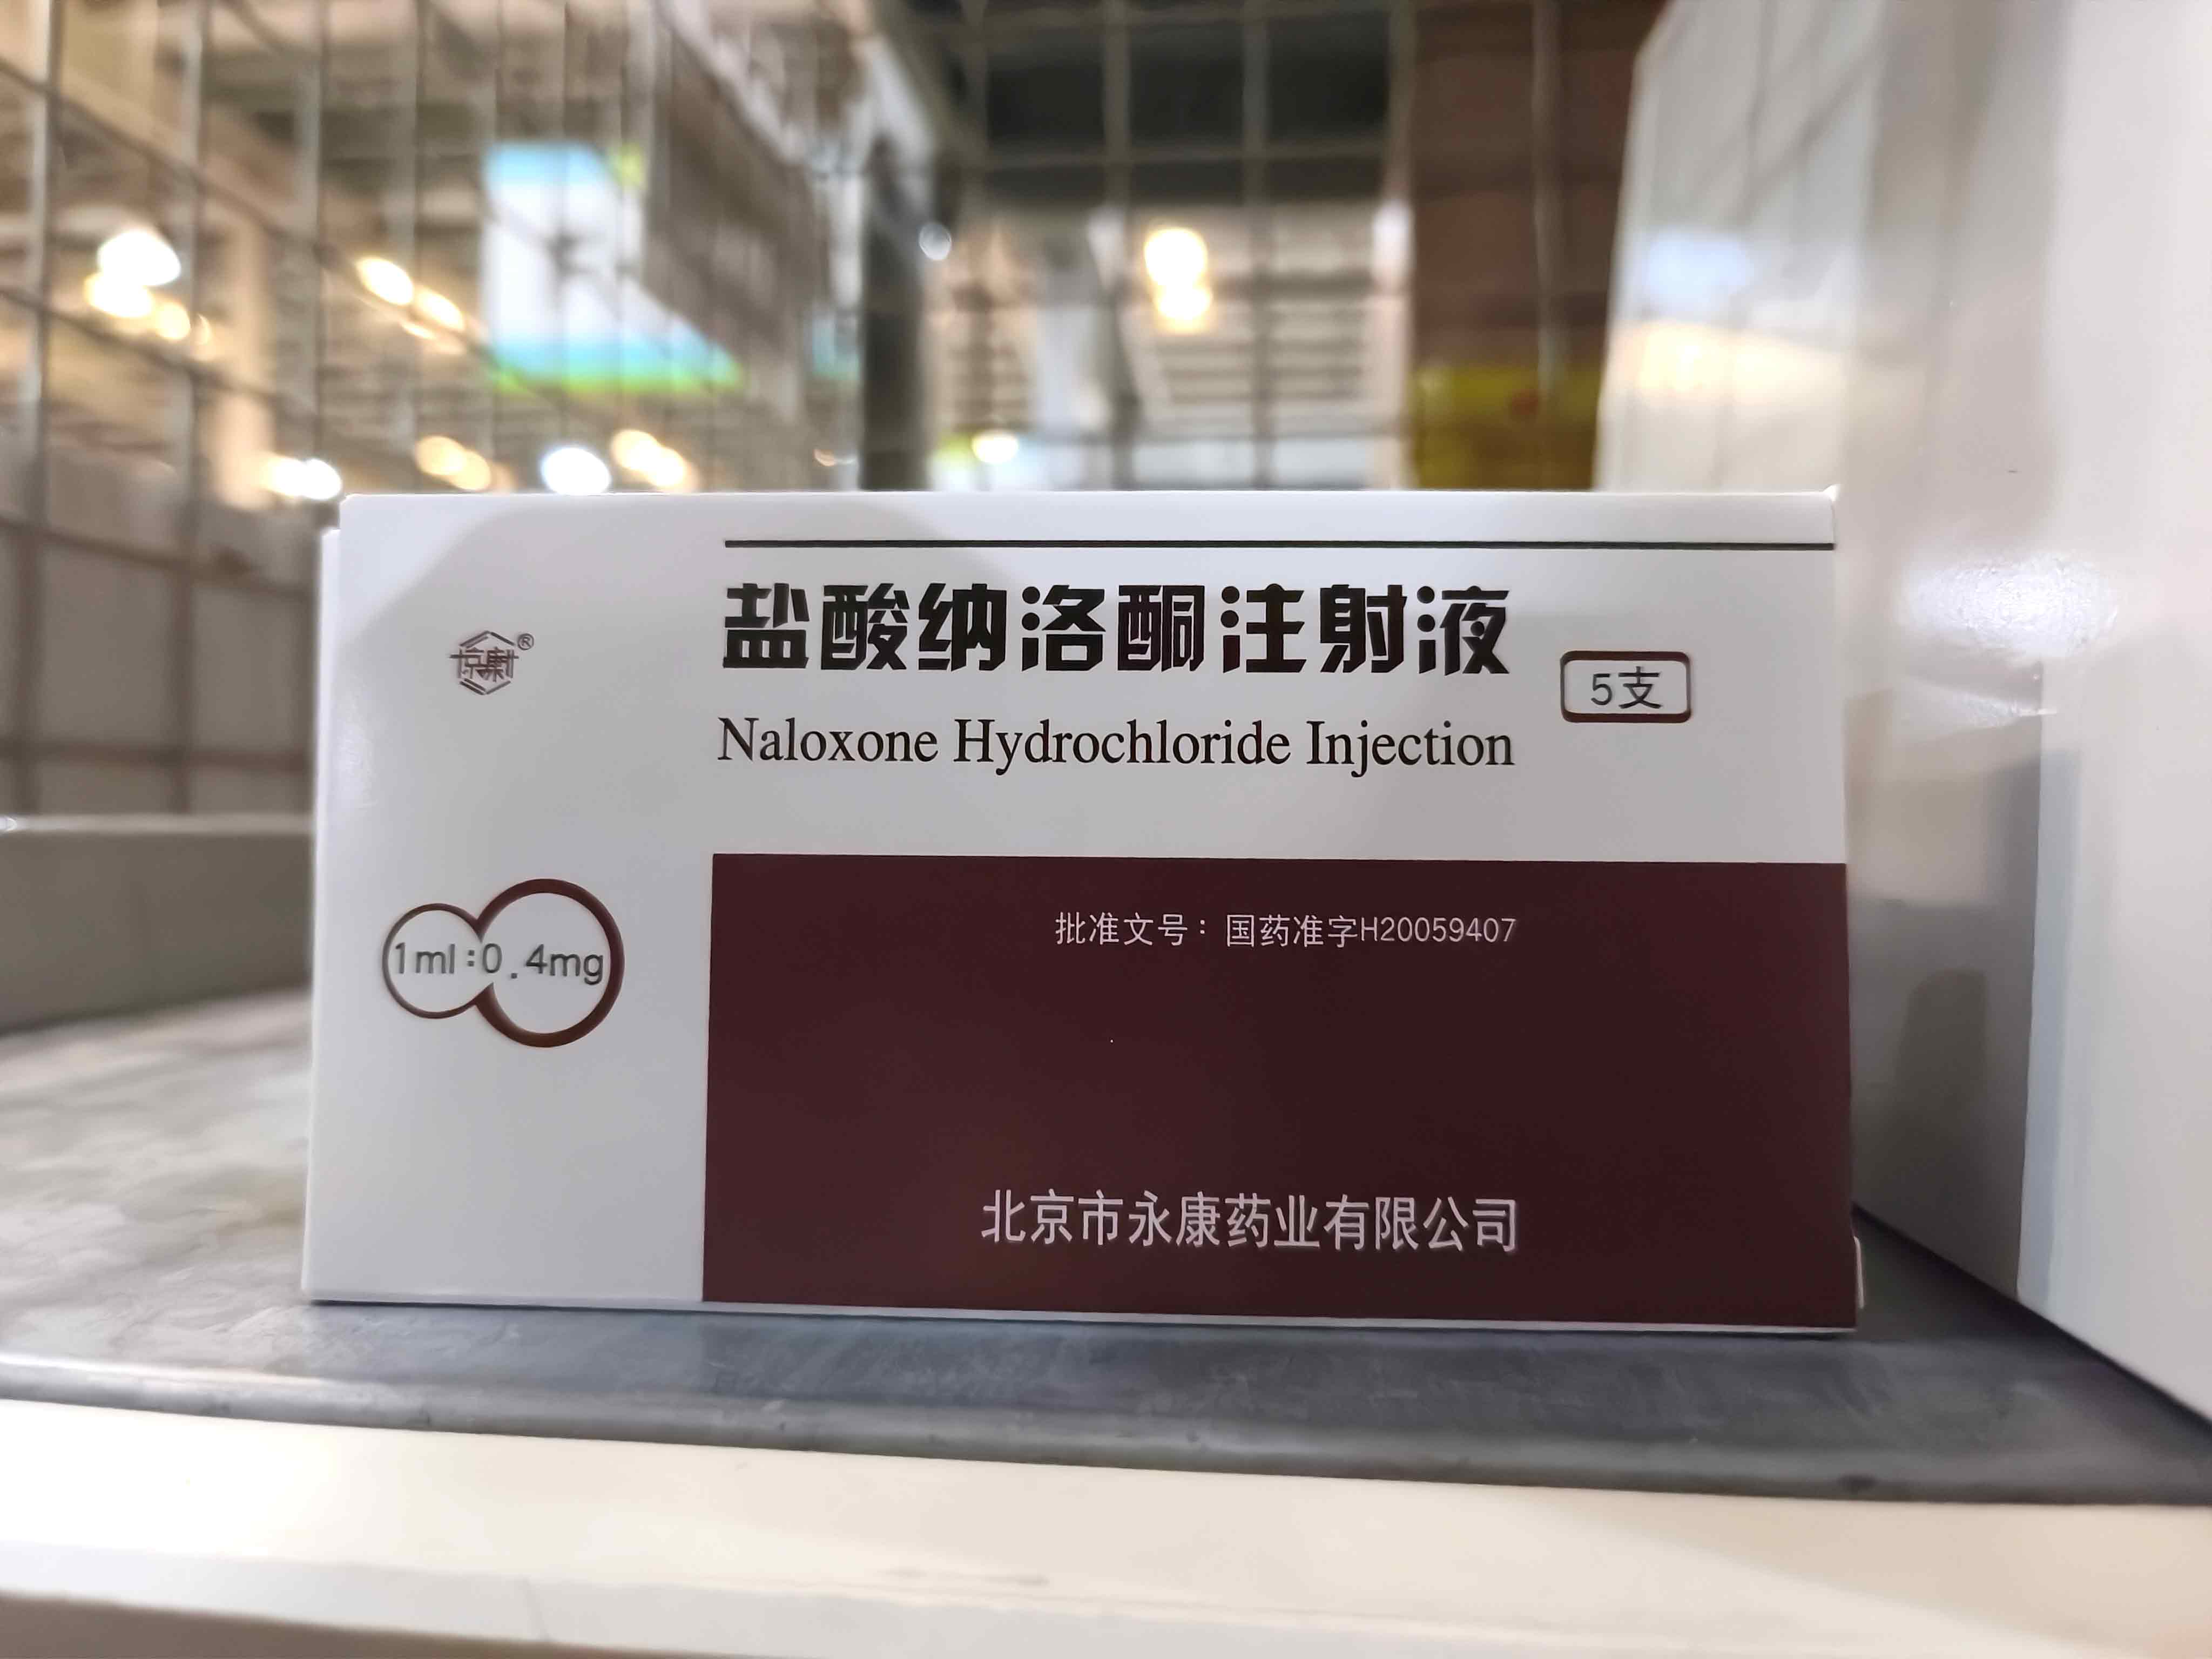 京康®
盐酸纳洛酮注射液
5支
Naloxone Hydrochloride Injection
1ml:0.4mg
批准文号：国药准字H20059407
北京市永康药业有限公司